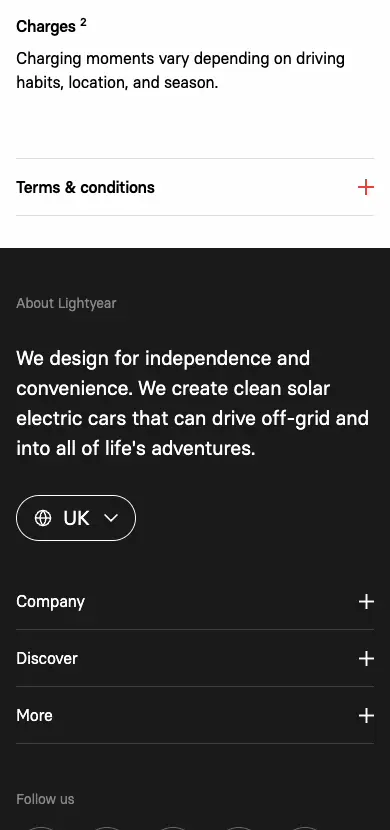 Charges ²
Charging moments vary depending on driving
habits, location, and season.
Terms & conditions
About Lightyear
We design for independence and
convenience. We create clean solar
electric cars that can drive off-grid and
into all of life's adventures.
UK
Company
Discover
More
Follow us